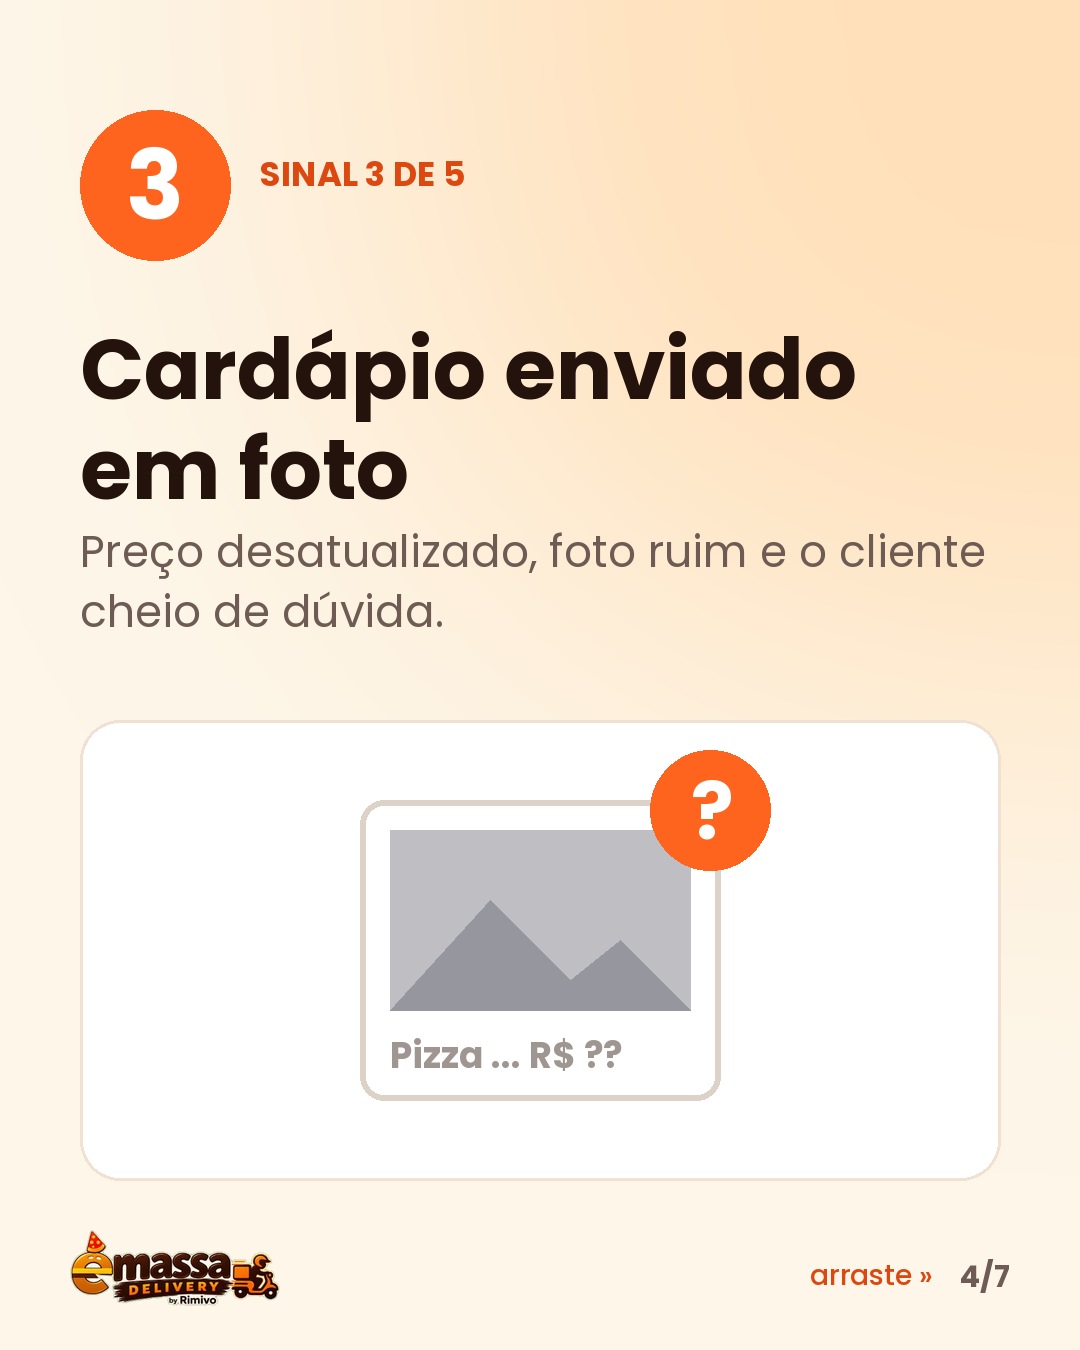 3
SINAL 3 DE 5
Cardápio enviado
em foto
Preço desatualizado, foto ruim e o cliente
cheio de dúvida.
?
Pizza ... R$ ??
êmassa
DELIVERY
by Rimivo
arraste » 4/7